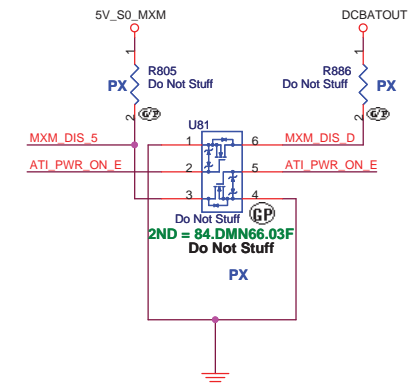 5V_S0_MXM
DCBATOUT
1
1
R805
Do Not Stuff
R886
Do Not Stuff
PX
PX
2
G/P
2
G/P
U81
MXM_DIS_5
1
6
MXM_DIS_D
ATI_PWR_ON_E
2
5
ATI_PWR_ON_E
3
4
Do Not Stuff
GP
2ND = 84.DMN66.03F
Do Not Stuff
PX